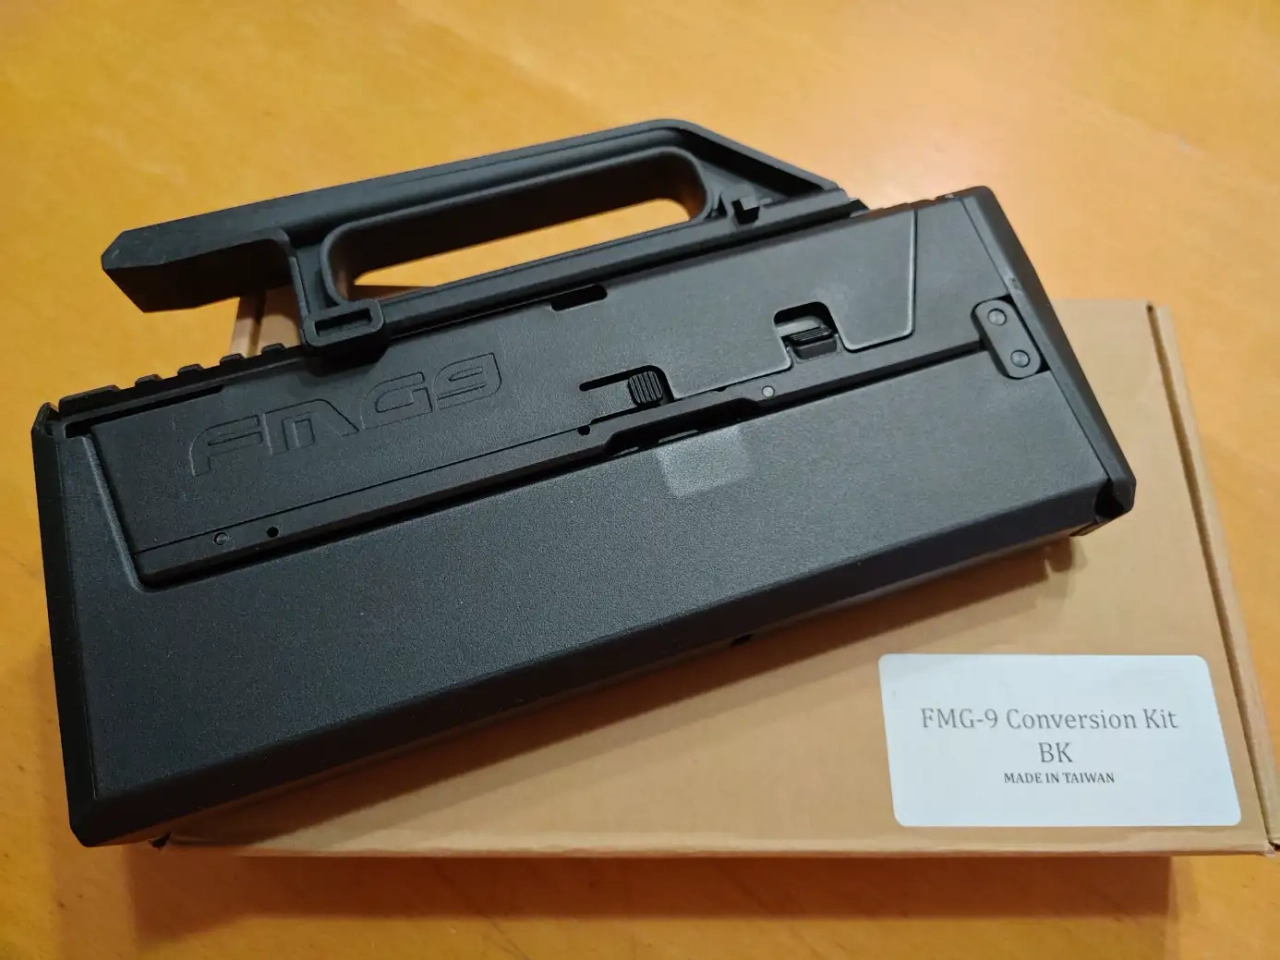 FMG9
FMG-9 Conversion Kit
BK
MADE IN TAIWAN